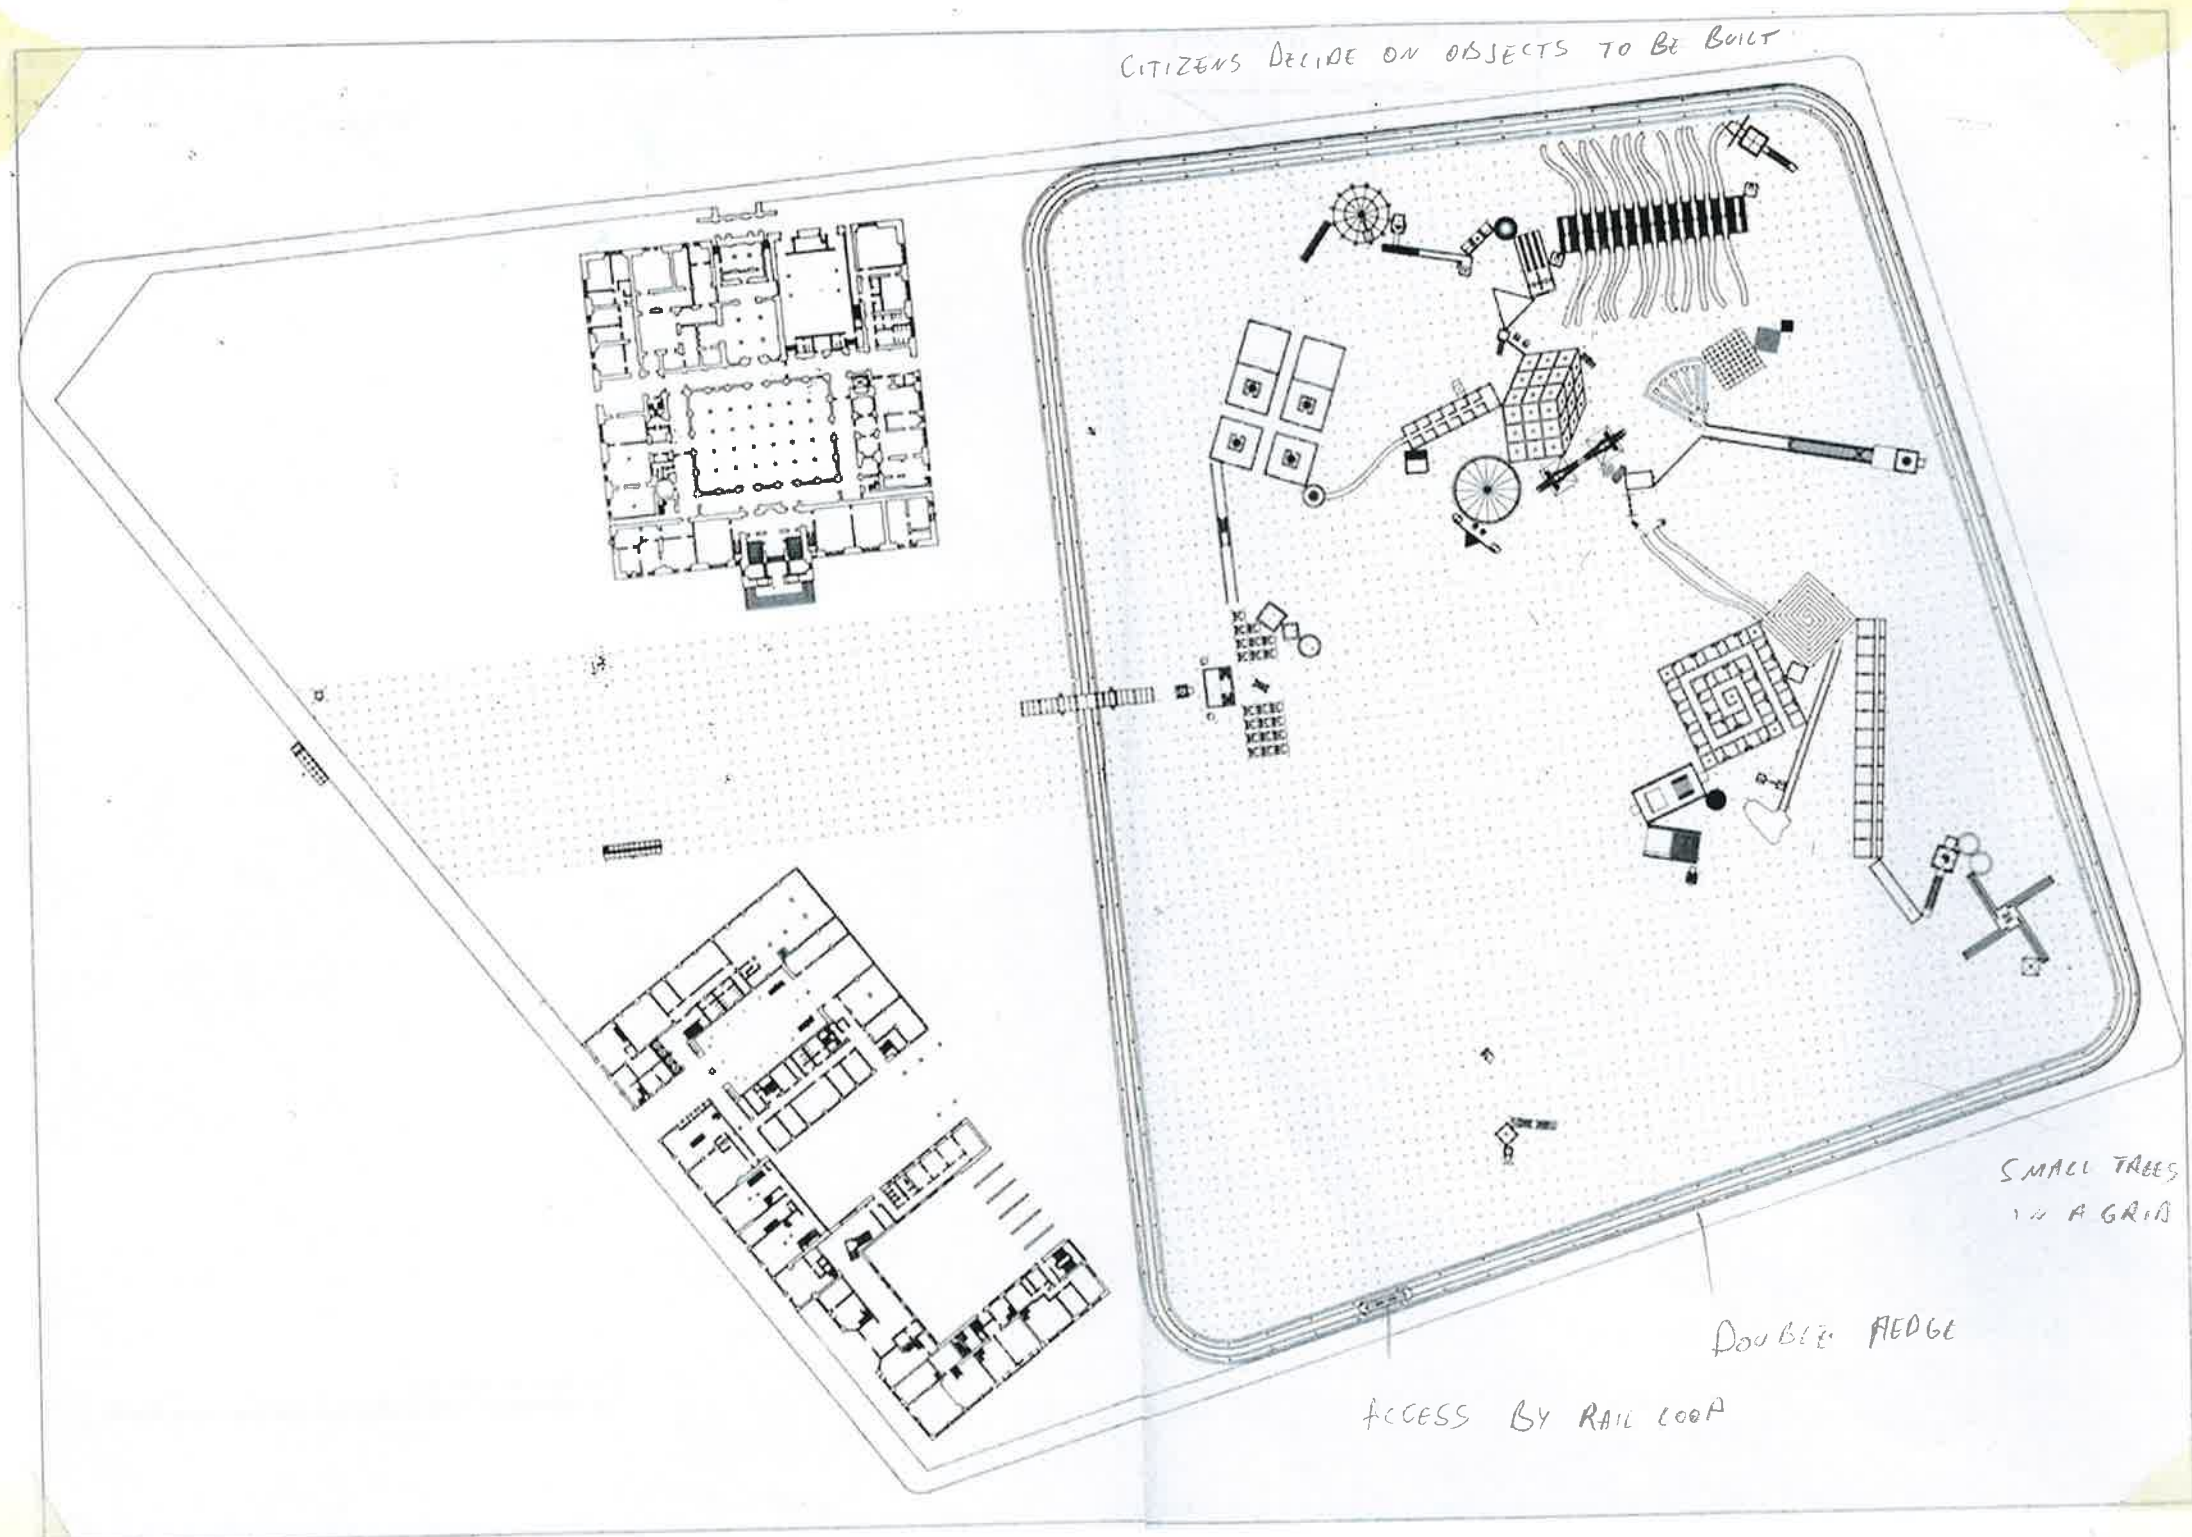 CITIZENS DECIDE ON OBJECTS TO BE BUILT
SMALL TREES
IN A GRID
DOUBLE HEDGE
ACCESS BY RAIL LOOP